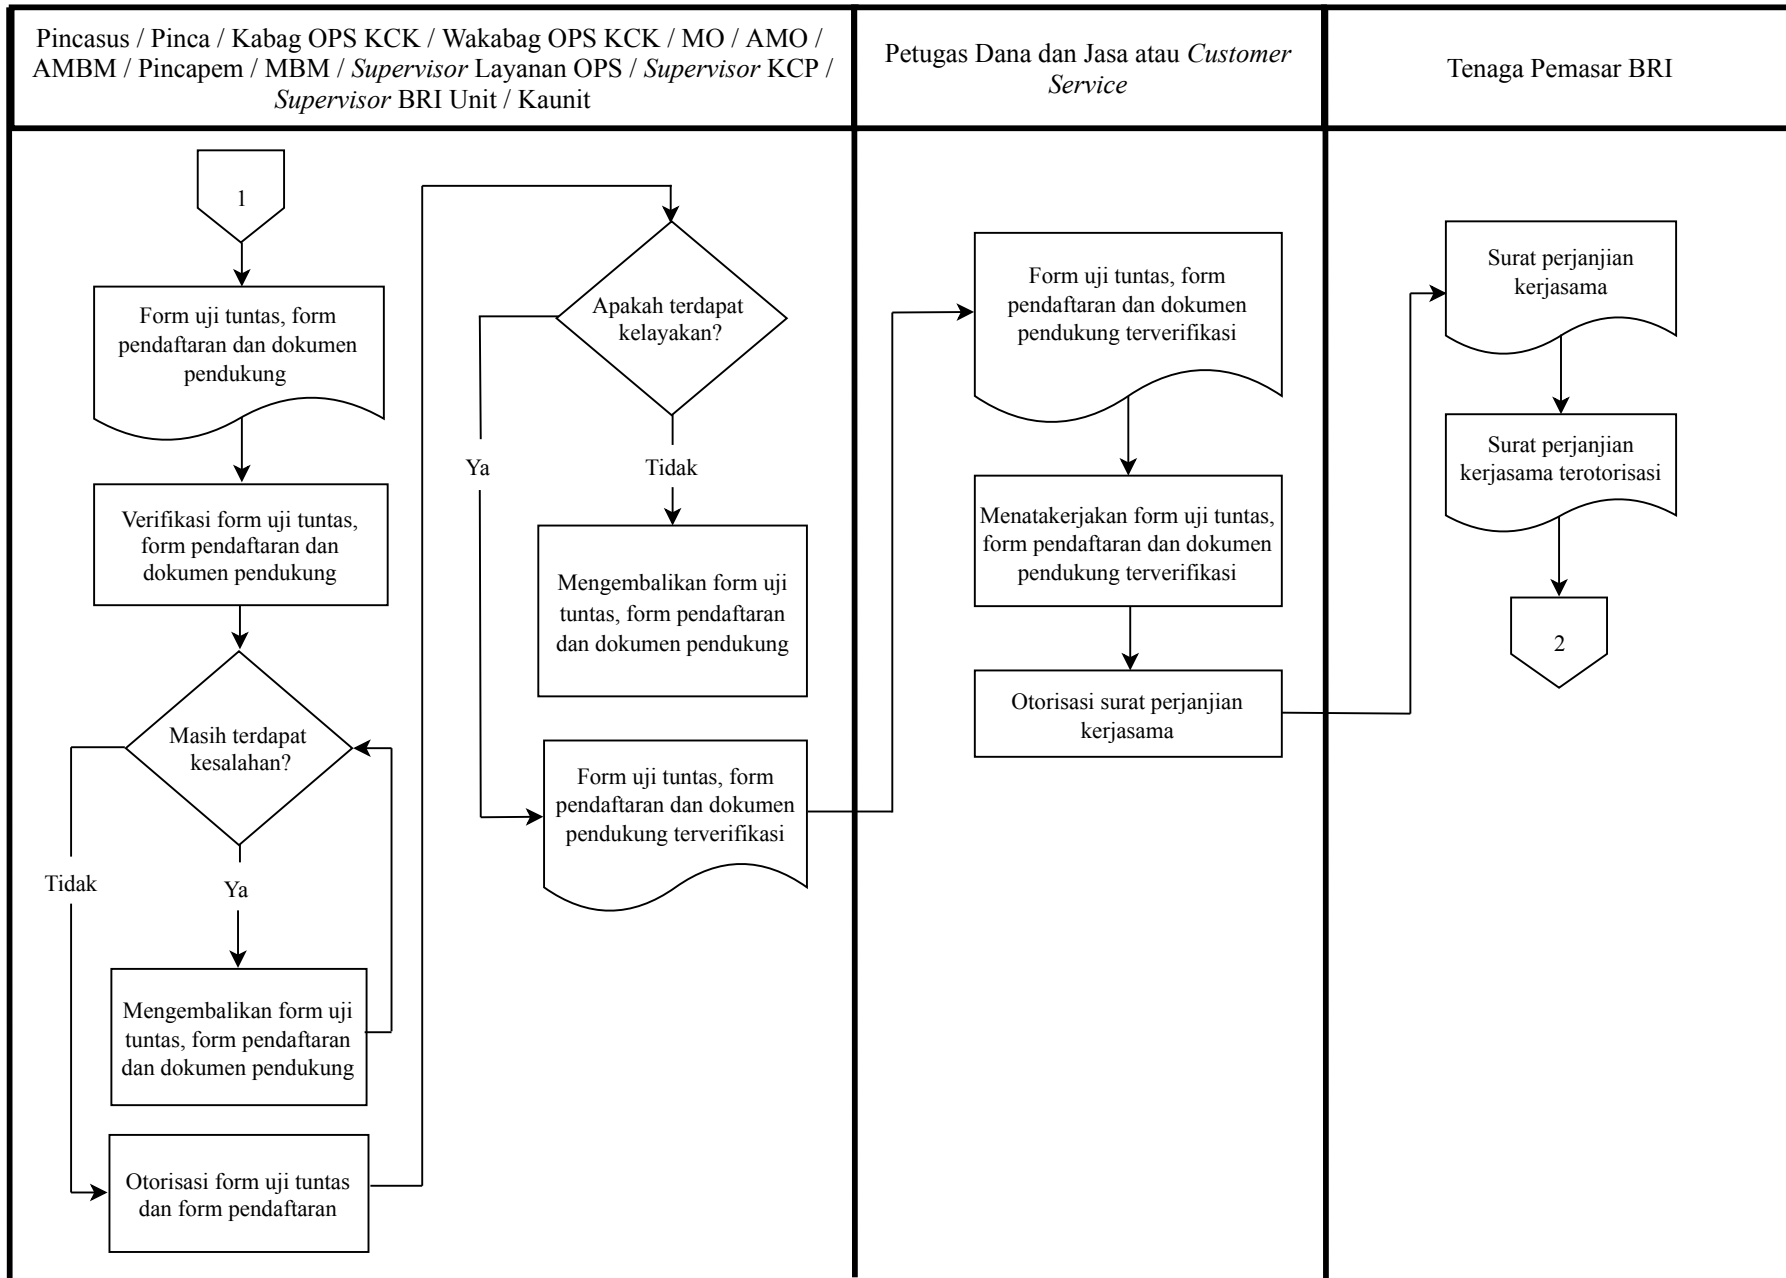 Pincasus / Pinca / Kabag OPS KCK / Wakabag OPS KCK / MO / AMO /
AMBM / Pincapem / MBM / Supervisor Layanan OPS / Supervisor KCP /
Supervisor BRI Unit / Kaunit
Petugas Dana dan Jasa atau Customer
Service
Tenaga Pemasar BRI
1
Form uji tuntas, form
pendaftaran dan dokumen
pendukung
Verifikasi form uji tuntas,
form pendaftaran dan
dokumen pendukung
Masih terdapat
kesalahan?
Tidak
Ya
Mengembalikan form uji
tuntas, form pendaftaran
dan dokumen pendukung
Otorisasi form uji tuntas
dan form pendaftaran
Apakah terdapat
kelayakan?
Ya
Tidak
Mengembalikan form uji
tuntas, form pendaftaran
dan dokumen pendukung
Form uji tuntas, form
pendaftaran dan dokumen
pendukung terverifikasi
Form uji tuntas, form
pendaftaran dan dokumen
pendukung terverifikasi
Menatakerjakan form uji tuntas,
form pendaftaran dan dokumen
pendukung terverifikasi
Otorisasi surat perjanjian
kerjasama
Surat perjanjian
kerjasama
Surat perjanjian
kerjasama terotorisasi
2